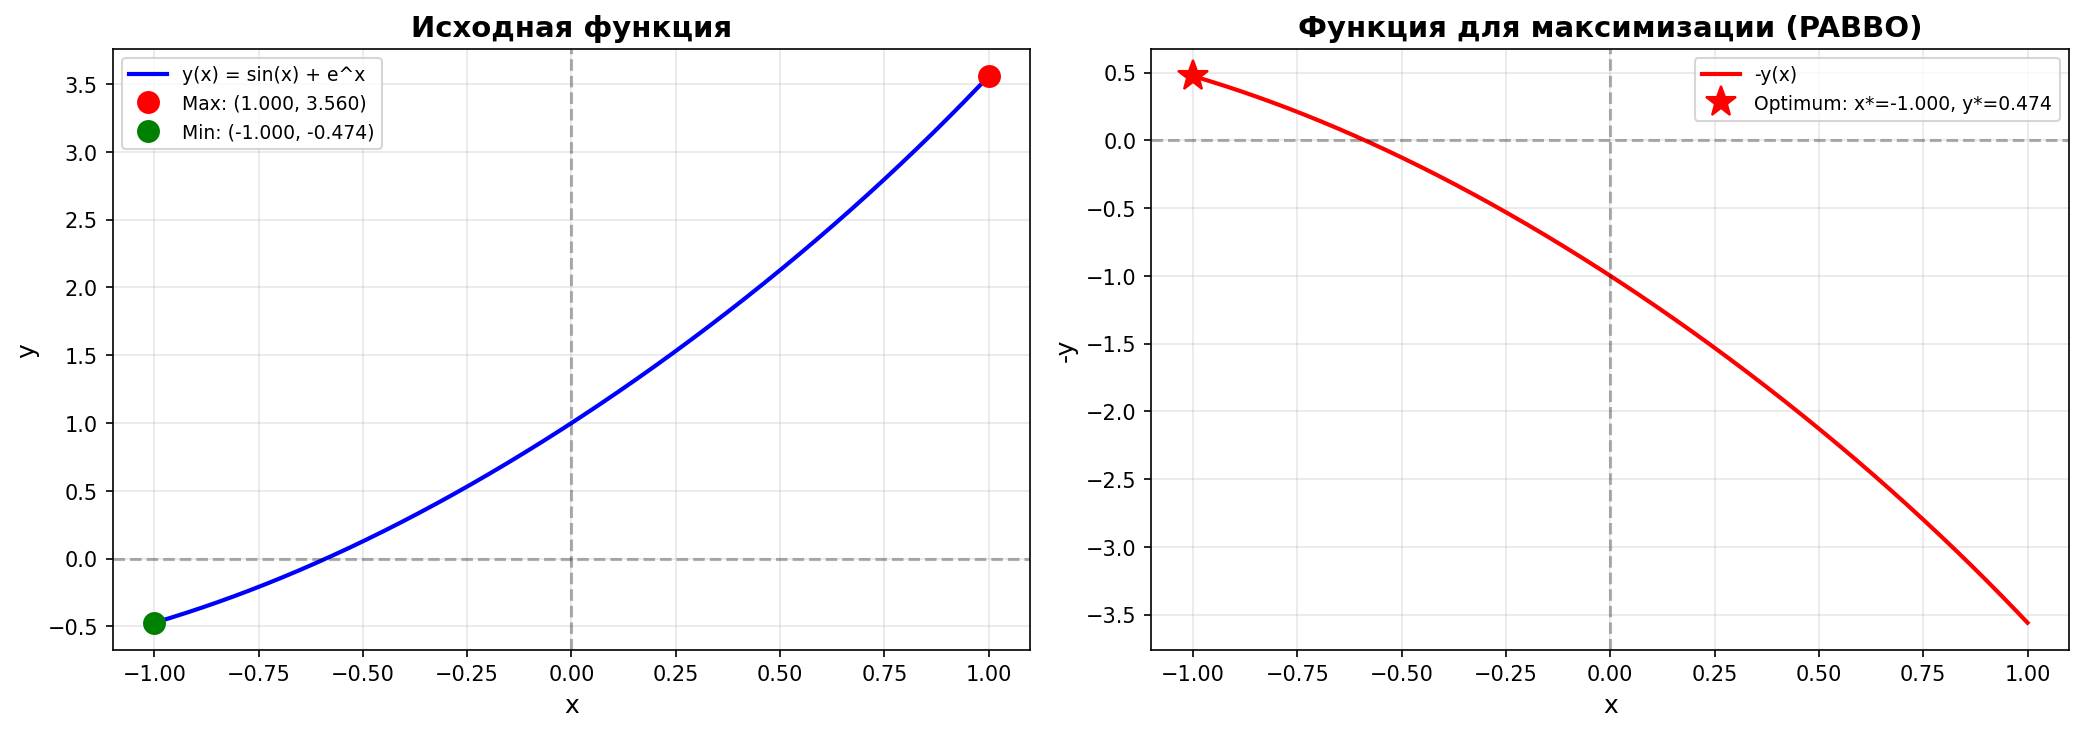 Исходная функция
y(x) = sin(x) + e^x
Max: (1.000, 3.560)
Min: (-1.000, -0.474)
3.5
3.0
2.5
2.0
1.5
1.0
0.5
0.0
−0.5
y
−1.00 −0.75 −0.50 −0.25 0.00 0.25 0.50 0.75 1.00
x
Функция для максимизации (PABBO)
-y(x)
Optimum: x*=-1.000, y*=0.474
0.5
0.0
−0.5
−1.0
−1.5
−2.0
−2.5
−3.0
−3.5
-y
−1.00 −0.75 −0.50 −0.25 0.00 0.25 0.50 0.75 1.00
x